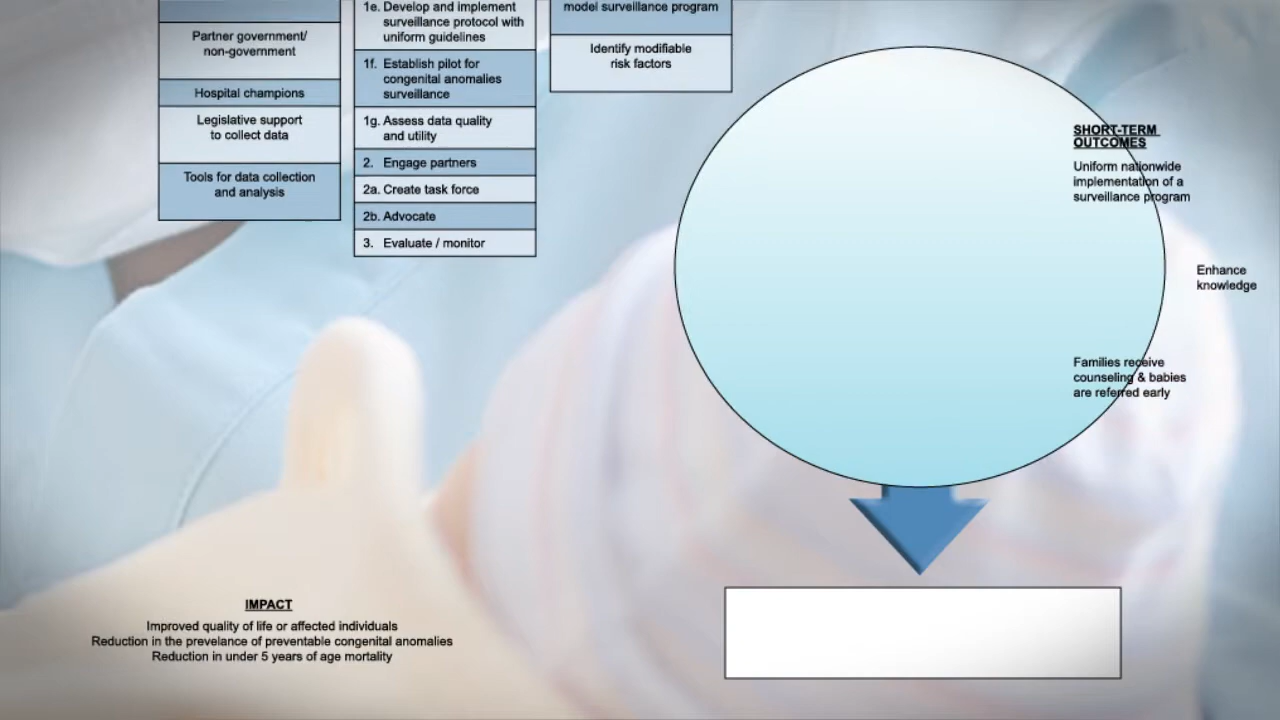 Partner government/
non-government
Hospital champions
Legislative support
to collect data
Tools for data collection
and analysis
1e. Develop and implement
surveillance protocol with
uniform guidelines
1f. Establish pilot for
congenital anomalies
surveillance
1g. Assess data quality
and utility
2. Engage partners
2a. Create task force
2b. Advocate
3. Evaluate / monitor
model surveillance program
Identify modifiable
risk factors
SHORT-TERM
OUTCOMES
Uniform nationwide
implementation of a
surveillance program
Enhance
knowledge
Families receive
counseling & babies
are referred early
IMPACT
Improved quality of life or affected individuals
Reduction in the prevelance of preventable congenital anomalies
Reduction in under 5 years of age mortality